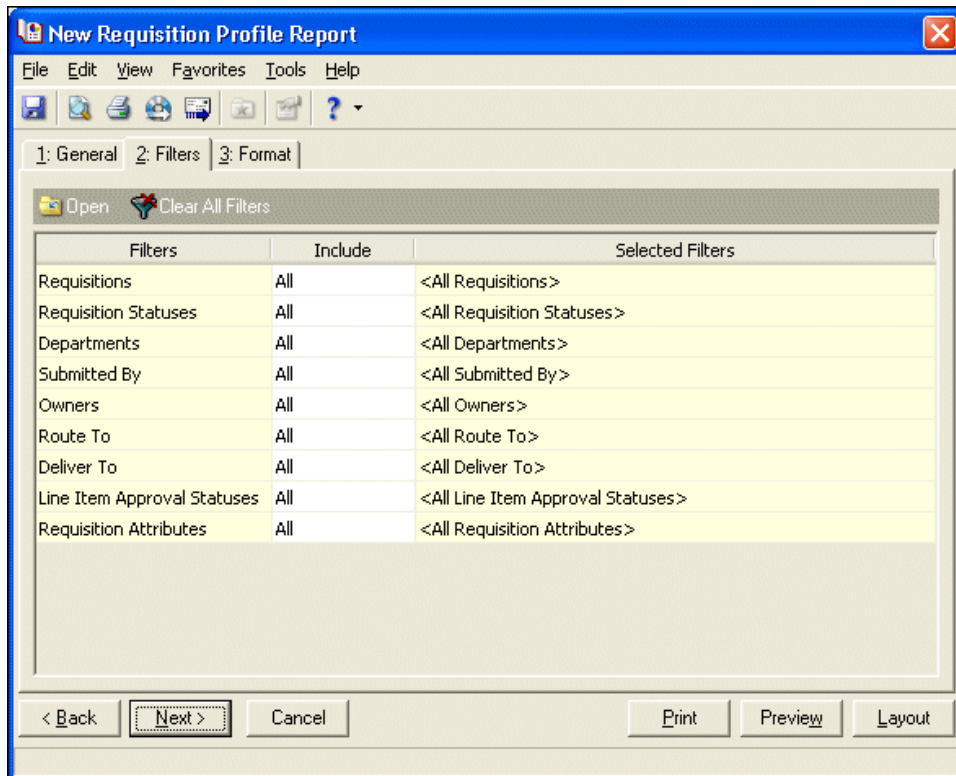 New Requisition Profile Report
File Edit View Favorites Tools Help
?
1: General 2: Filters 3: Format
Open Clear All Filters
Filters Include Selected Filters
Requisitions All <All Requisitions>
Requisition Statuses All <All Requisition Statuses>
Departments All <All Departments>
Submitted By All <All Submitted By>
Owners All <All Owners>
Route To All <All Route To>
Deliver To All <All Deliver To>
Line Item Approval Statuses All <All Line Item Approval Statuses>
Requisition Attributes All <All Requisition Attributes>
< Back Next > Cancel Print Preview Layout